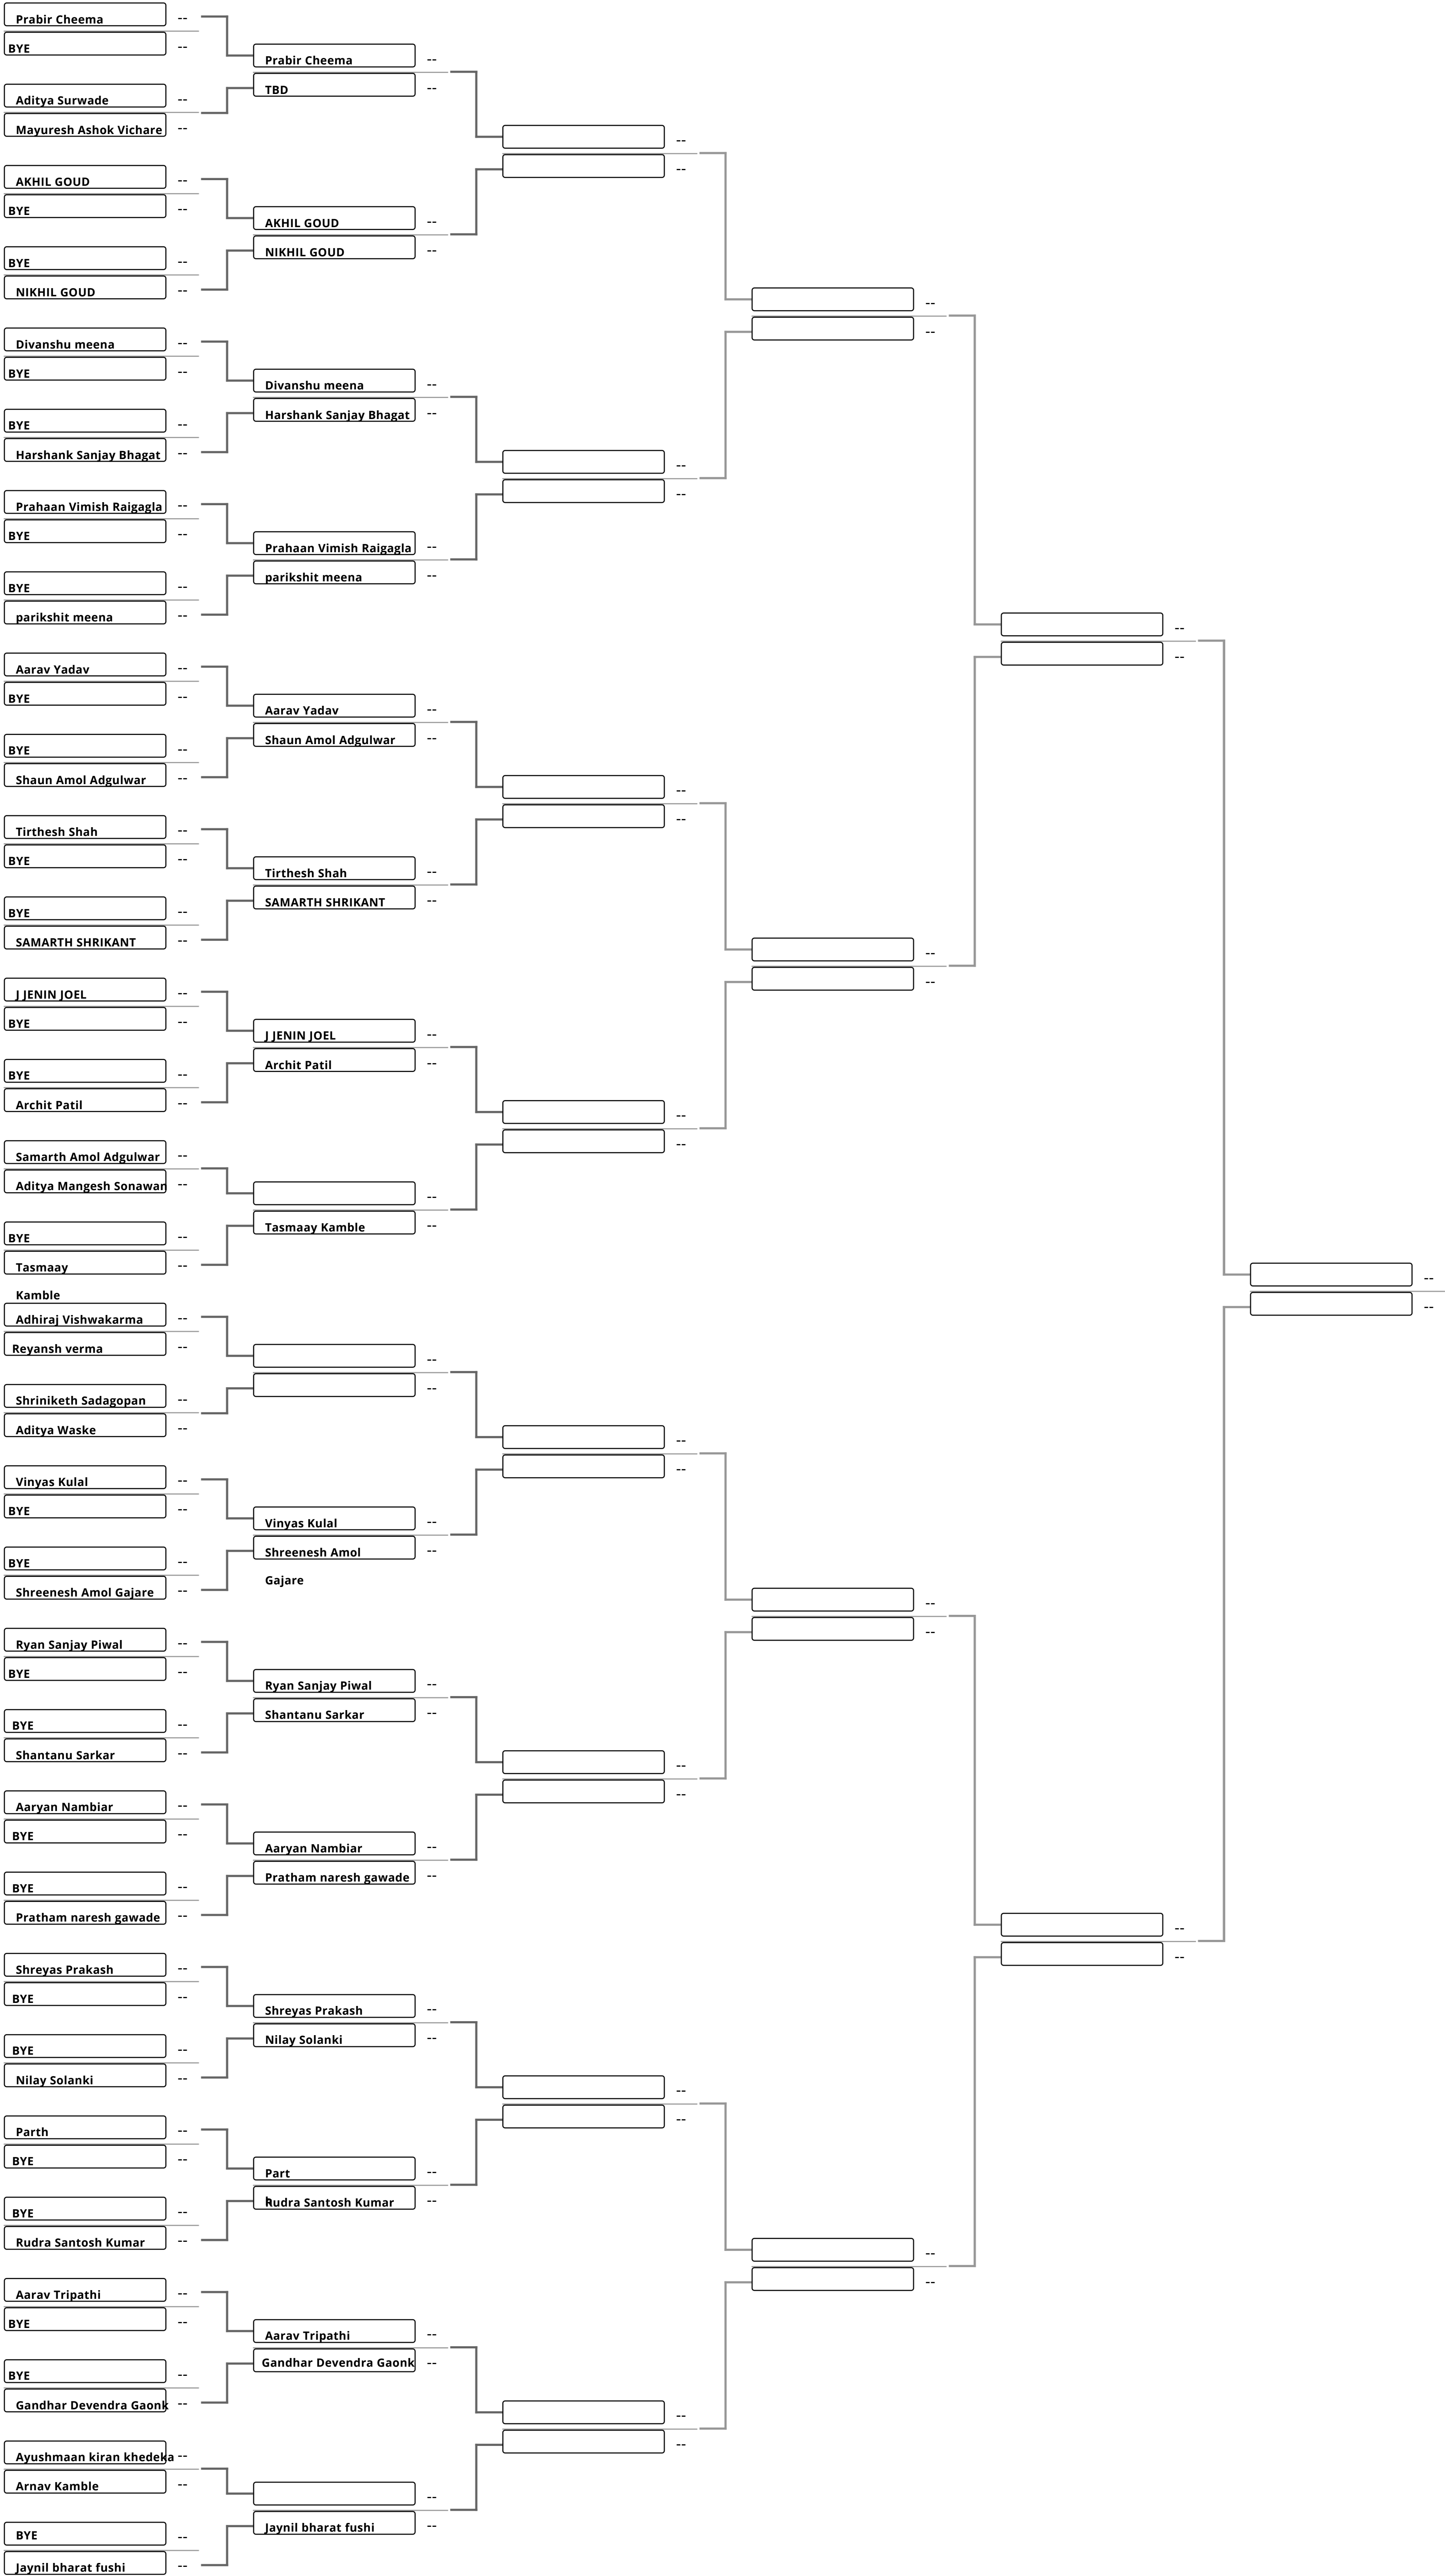 Prabir Cheema --
BYE --
Prabir Cheema --
TBD --
Aditya Surwade --
Mayuresh Ashok Vichare --
--
--
AKHIL GOUD --
BYE --
AKHIL GOUD --
NIKHIL GOUD --
BYE --
NIKHIL GOUD --
--
--
Divanshu meena --
BYE --
Divanshu meena --
Harshank Sanjay Bhagat --
BYE --
Harshank Sanjay Bhagat --
--
--
Prahaan Vimish Raigagla --
BYE --
Prahaan Vimish Raigagla --
parikshit meena --
BYE --
parikshit meena --
--
--
Aarav Yadav --
BYE --
Aarav Yadav --
Shaun Amol Adgulwar --
BYE --
Shaun Amol Adgulwar --
--
--
Tirthesh Shah --
BYE --
Tirthesh Shah --
SAMARTH SHRIKANT --
BYE --
SAMARTH SHRIKANT --
--
--
J JENIN JOEL --
BYE --
J JENIN JOEL --
Archit Patil --
BYE --
Archit Patil --
--
--
Samarth Amol Adgulwar --
Aditya Mangesh Sonawan --
--
Tasmaay Kamble --
BYE --
Tasmaay --
Kamble
--
--
Adhiraj Vishwakarma --
Reyansh verma --
--
--
Shriniketh Sadagopan --
Aditya Waske --
--
--
Vinyas Kulal --
BYE --
Vinyas Kulal --
Shreenesh Amol --
Gajare
BYE --
Shreenesh Amol Gajare --
--
--
Ryan Sanjay Piwal --
BYE --
Ryan Sanjay Piwal --
Shantanu Sarkar --
BYE --
Shantanu Sarkar --
--
--
Aaryan Nambiar --
BYE --
Aaryan Nambiar --
Pratham naresh gawade --
BYE --
Pratham naresh gawade --
--
--
Shreyas Prakash --
BYE --
Shreyas Prakash --
Nilay Solanki --
BYE --
Nilay Solanki --
--
--
Parth --
BYE --
Part --
h
Rudra Santosh Kumar --
BYE --
Rudra Santosh Kumar --
--
--
Aarav Tripathi --
BYE --
Aarav Tripathi --
Gandhar Devendra Gaonk --
BYE --
Gandhar Devendra Gaonk --
--
--
Ayushmaan kiran khedeka --
Arnav Kamble --
--
Jaynil bharat fushi --
BYE --
Jaynil bharat fushi --